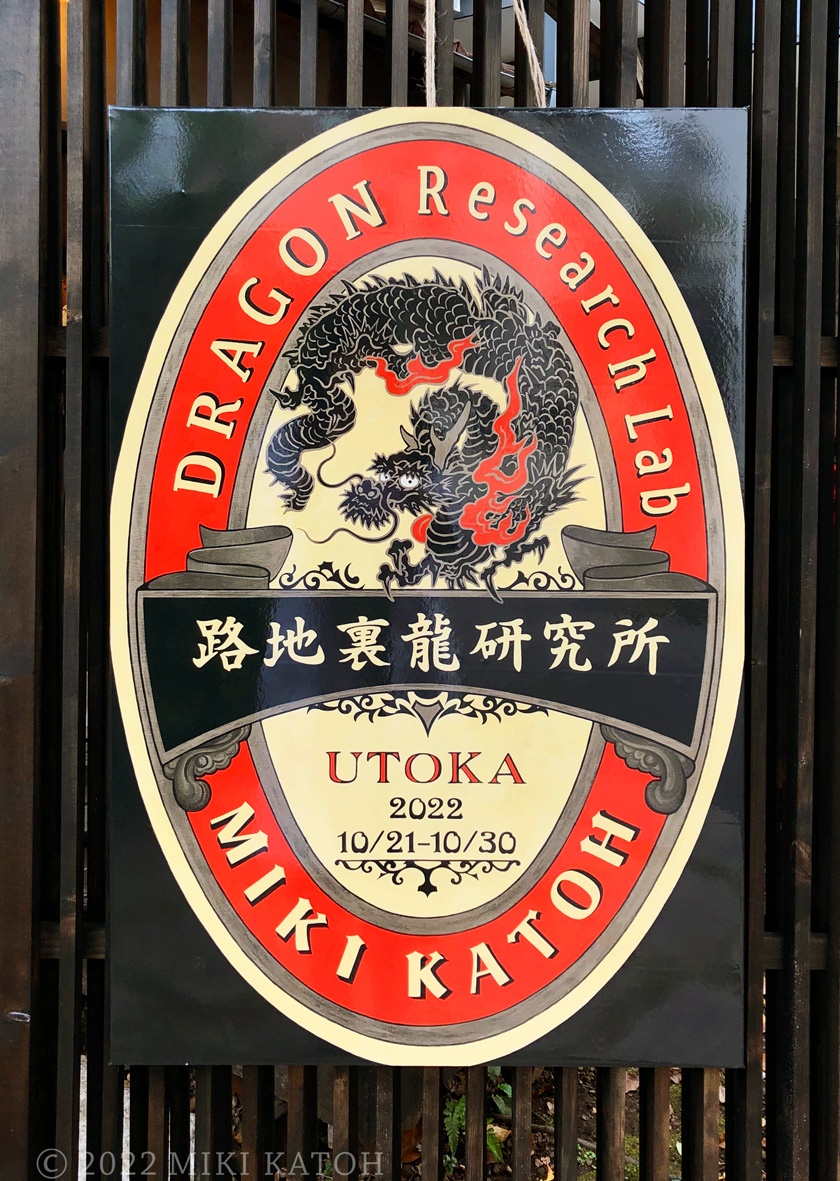 DRAGON Research Lab
路地裏龍研究所
UTOKA
2022
10/21-10/30
MIKI KATOH
© 2022 MIKI KATOH